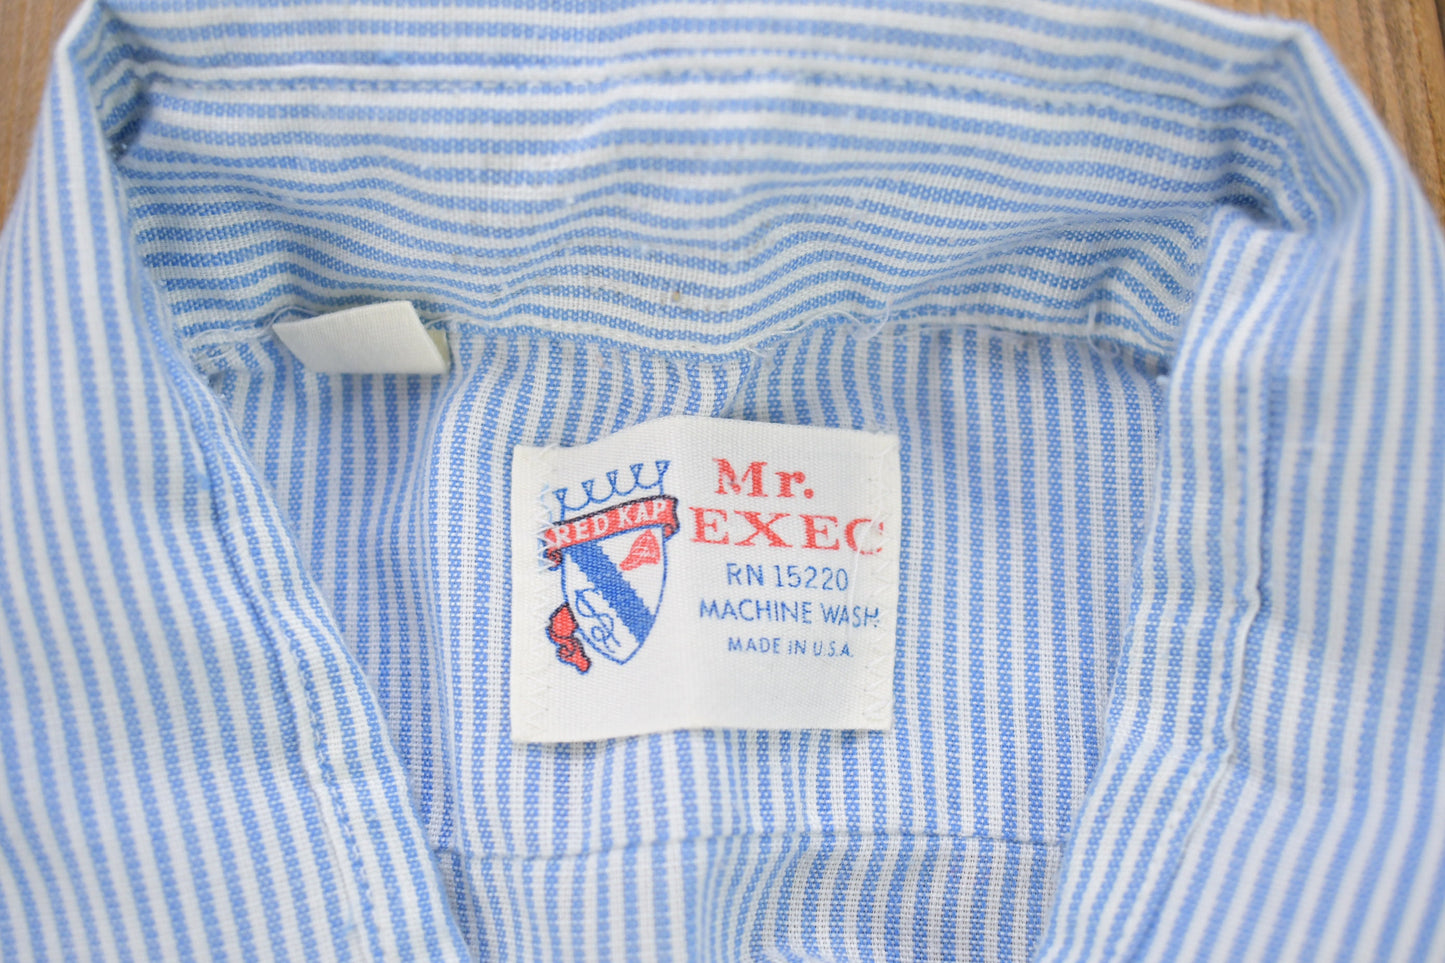 RED KAP
Mr.
EXEC
RN 15220
MACHINE WASH
MADE IN U.S.A.